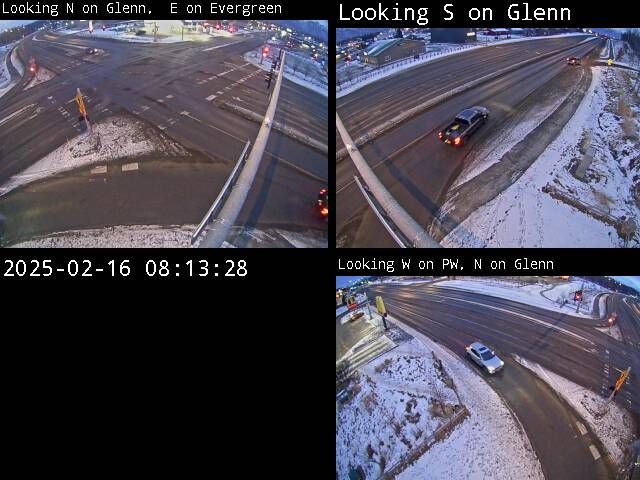 Looking N on Glenn,  E on Evergreen
Looking S on Glenn
2025-02-16 08:13:28
Looking W on PW, N on Glenn